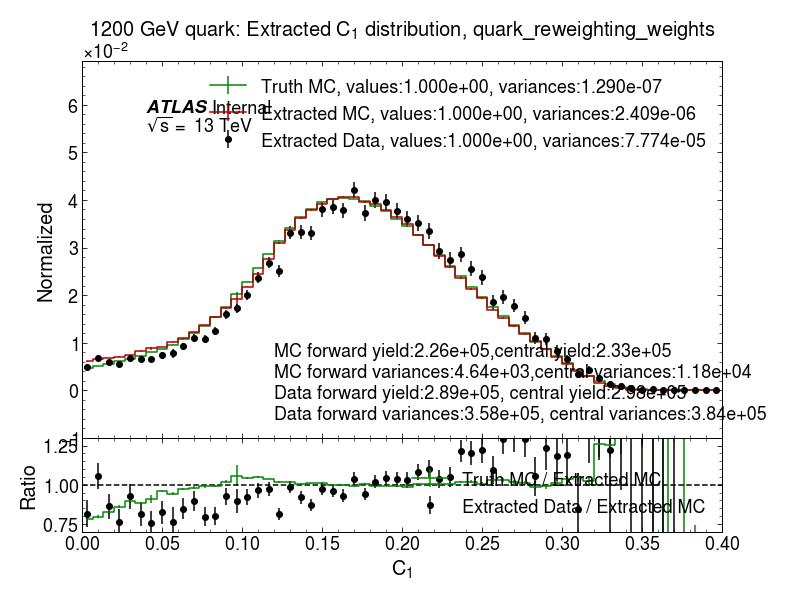 1200 GeV quark: Extracted C₁ distribution, quark_reweighting_weights
×10⁻²
Truth MC, values:1.000e+00, variances:1.290e-07
ATLAS Internal
Extracted MC, values:1.000e+00, variances:2.409e-06
√s = 13 TeV
Extracted Data, values:1.000e+00, variances:7.774e-05
6
5
4
3
2
1
0
Normalized
MC forward yield:2.26e+05,central yield:2.33e+05
MC forward variances:4.64e+03,central variances:1.18e+04
Data forward yield:2.89e+05, central yield:2.98e+05
Data forward variances:3.58e+05, central variances:3.84e+05
1.25
1.00
0.75
Ratio
Truth MC / Extracted MC
Extracted Data / Extracted MC
0.00 0.05 0.10 0.15 0.20 0.25 0.30 0.35 0.40
C₁